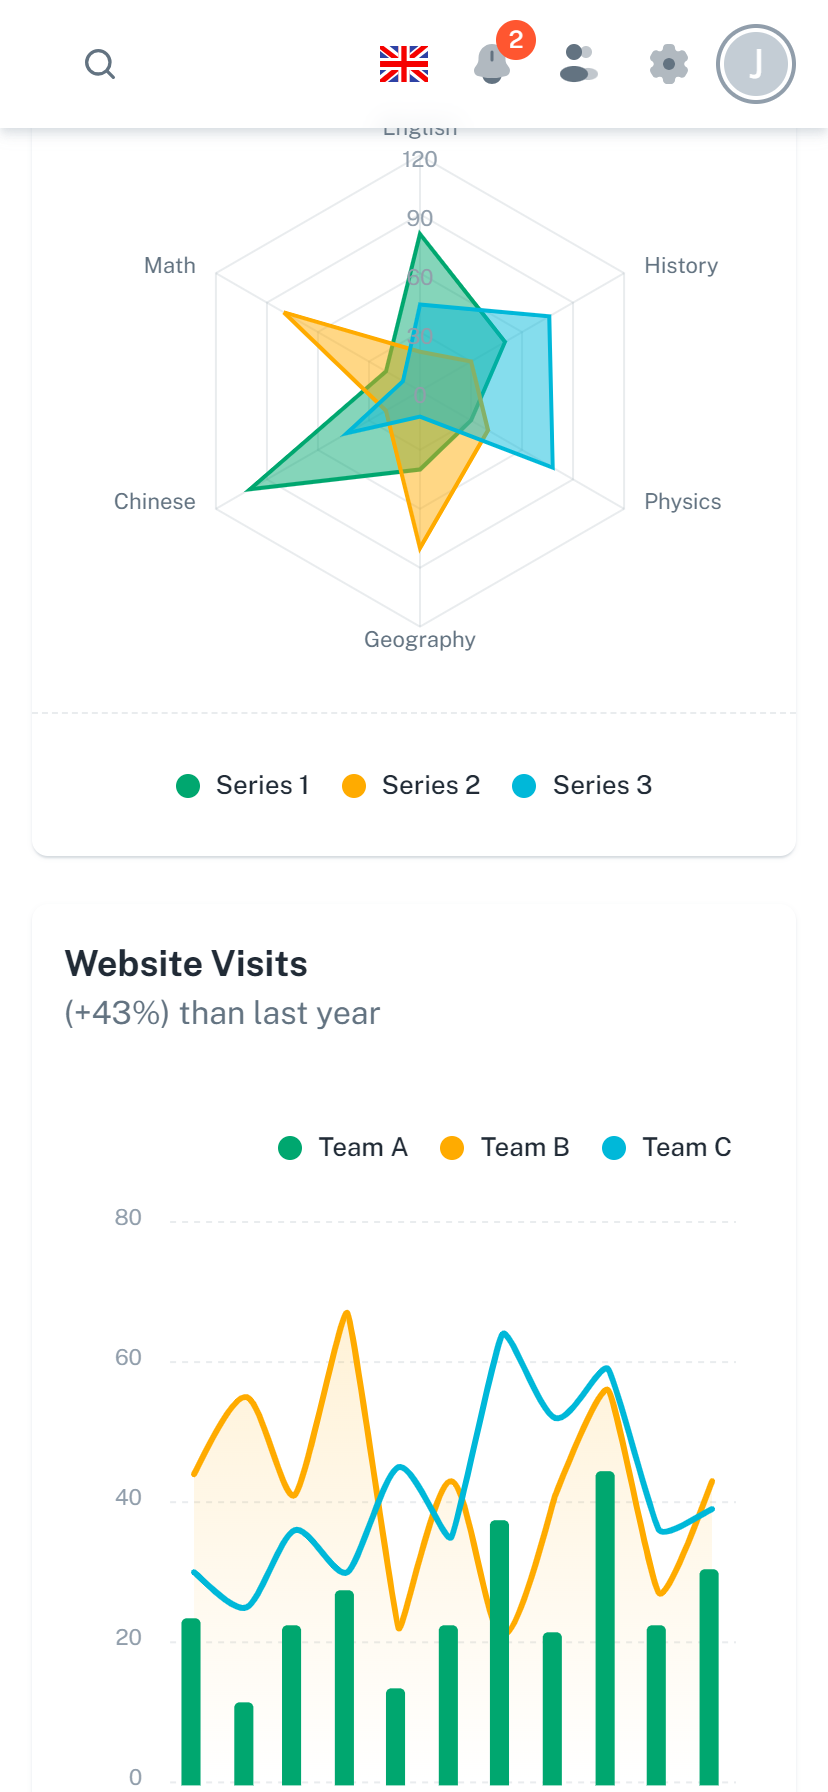 2
J
English
120
90
60
30
0
Math
History
Chinese
Physics
Geography
Series 1 Series 2 Series 3
Website Visits
(+43%) than last year
Team A Team B Team C
80
60
40
20
0